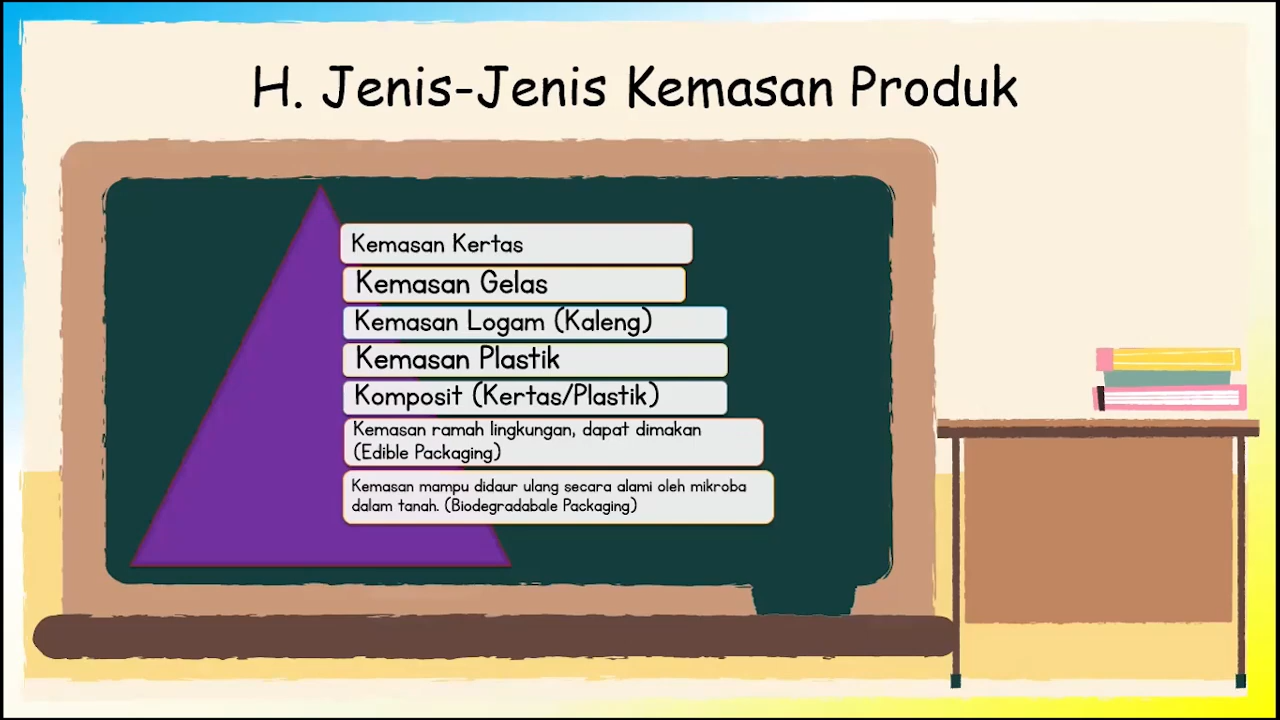 H. Jenis-Jenis Kemasan Produk
Kemasan Kertas
Kemasan Gelas
Kemasan Logam (Kaleng)
Kemasan Plastik
Komposit (Kertas/Plastik)
Kemasan ramah lingkungan, dapat dimakan
(Edible Packaging)
Kemasan mampu didaur ulang secara alami oleh mikroba
dalam tanah. (Biodegradabale Packaging)